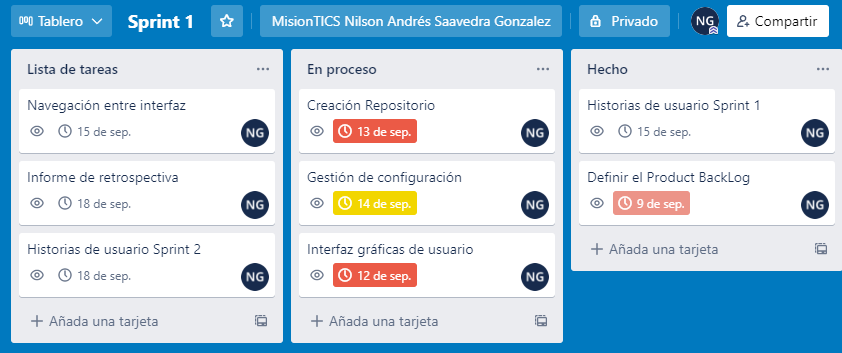 Tablero
Sprint 1
MisionTICS Nilson Andrés Saavedra Gonzalez
Privado
NG
Compartir
Lista de tareas
Navegación entre interfaz
15 de sep.
NG
Informe de retrospectiva
18 de sep.
NG
Historias de usuario Sprint 2
18 de sep.
NG
Añada una tarjeta
En proceso
Creación Repositorio
13 de sep.
NG
Gestión de configuración
14 de sep.
NG
Interfaz gráficas de usuario
12 de sep.
NG
Añada una tarjeta
Hecho
Historias de usuario Sprint 1
15 de sep.
NG
Definir el Product BackLog
9 de sep.
NG
Añada una tarjeta